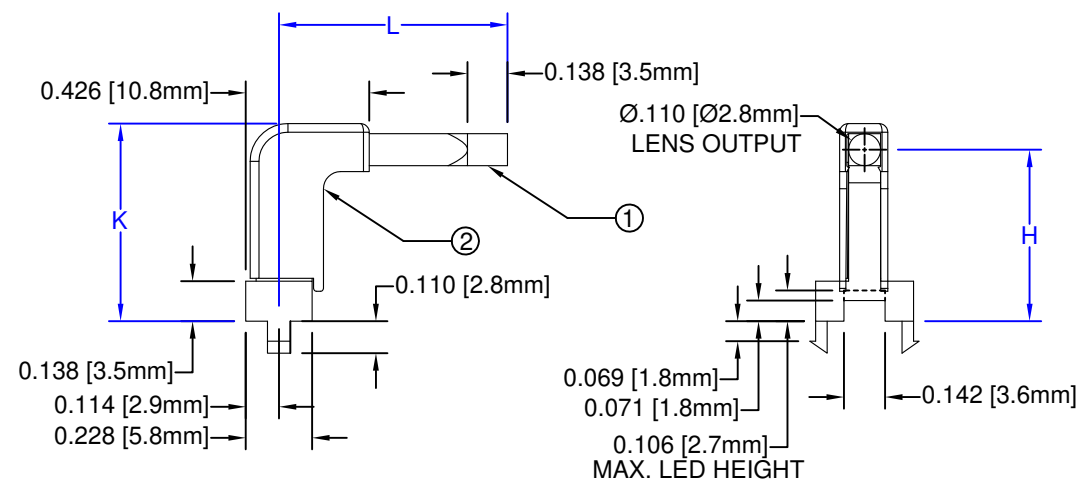 L
0.138 [3.5mm]
0.426 [10.8mm]
Ø.110 [Ø2.8mm]
LENS OUTPUT
K
1
H
2
0.110 [2.8mm]
0.138 [3.5mm]
0.114 [2.9mm]
0.228 [5.8mm]
0.069 [1.8mm]
0.071 [1.8mm]
0.142 [3.6mm]
0.106 [2.7mm]
MAX. LED HEIGHT